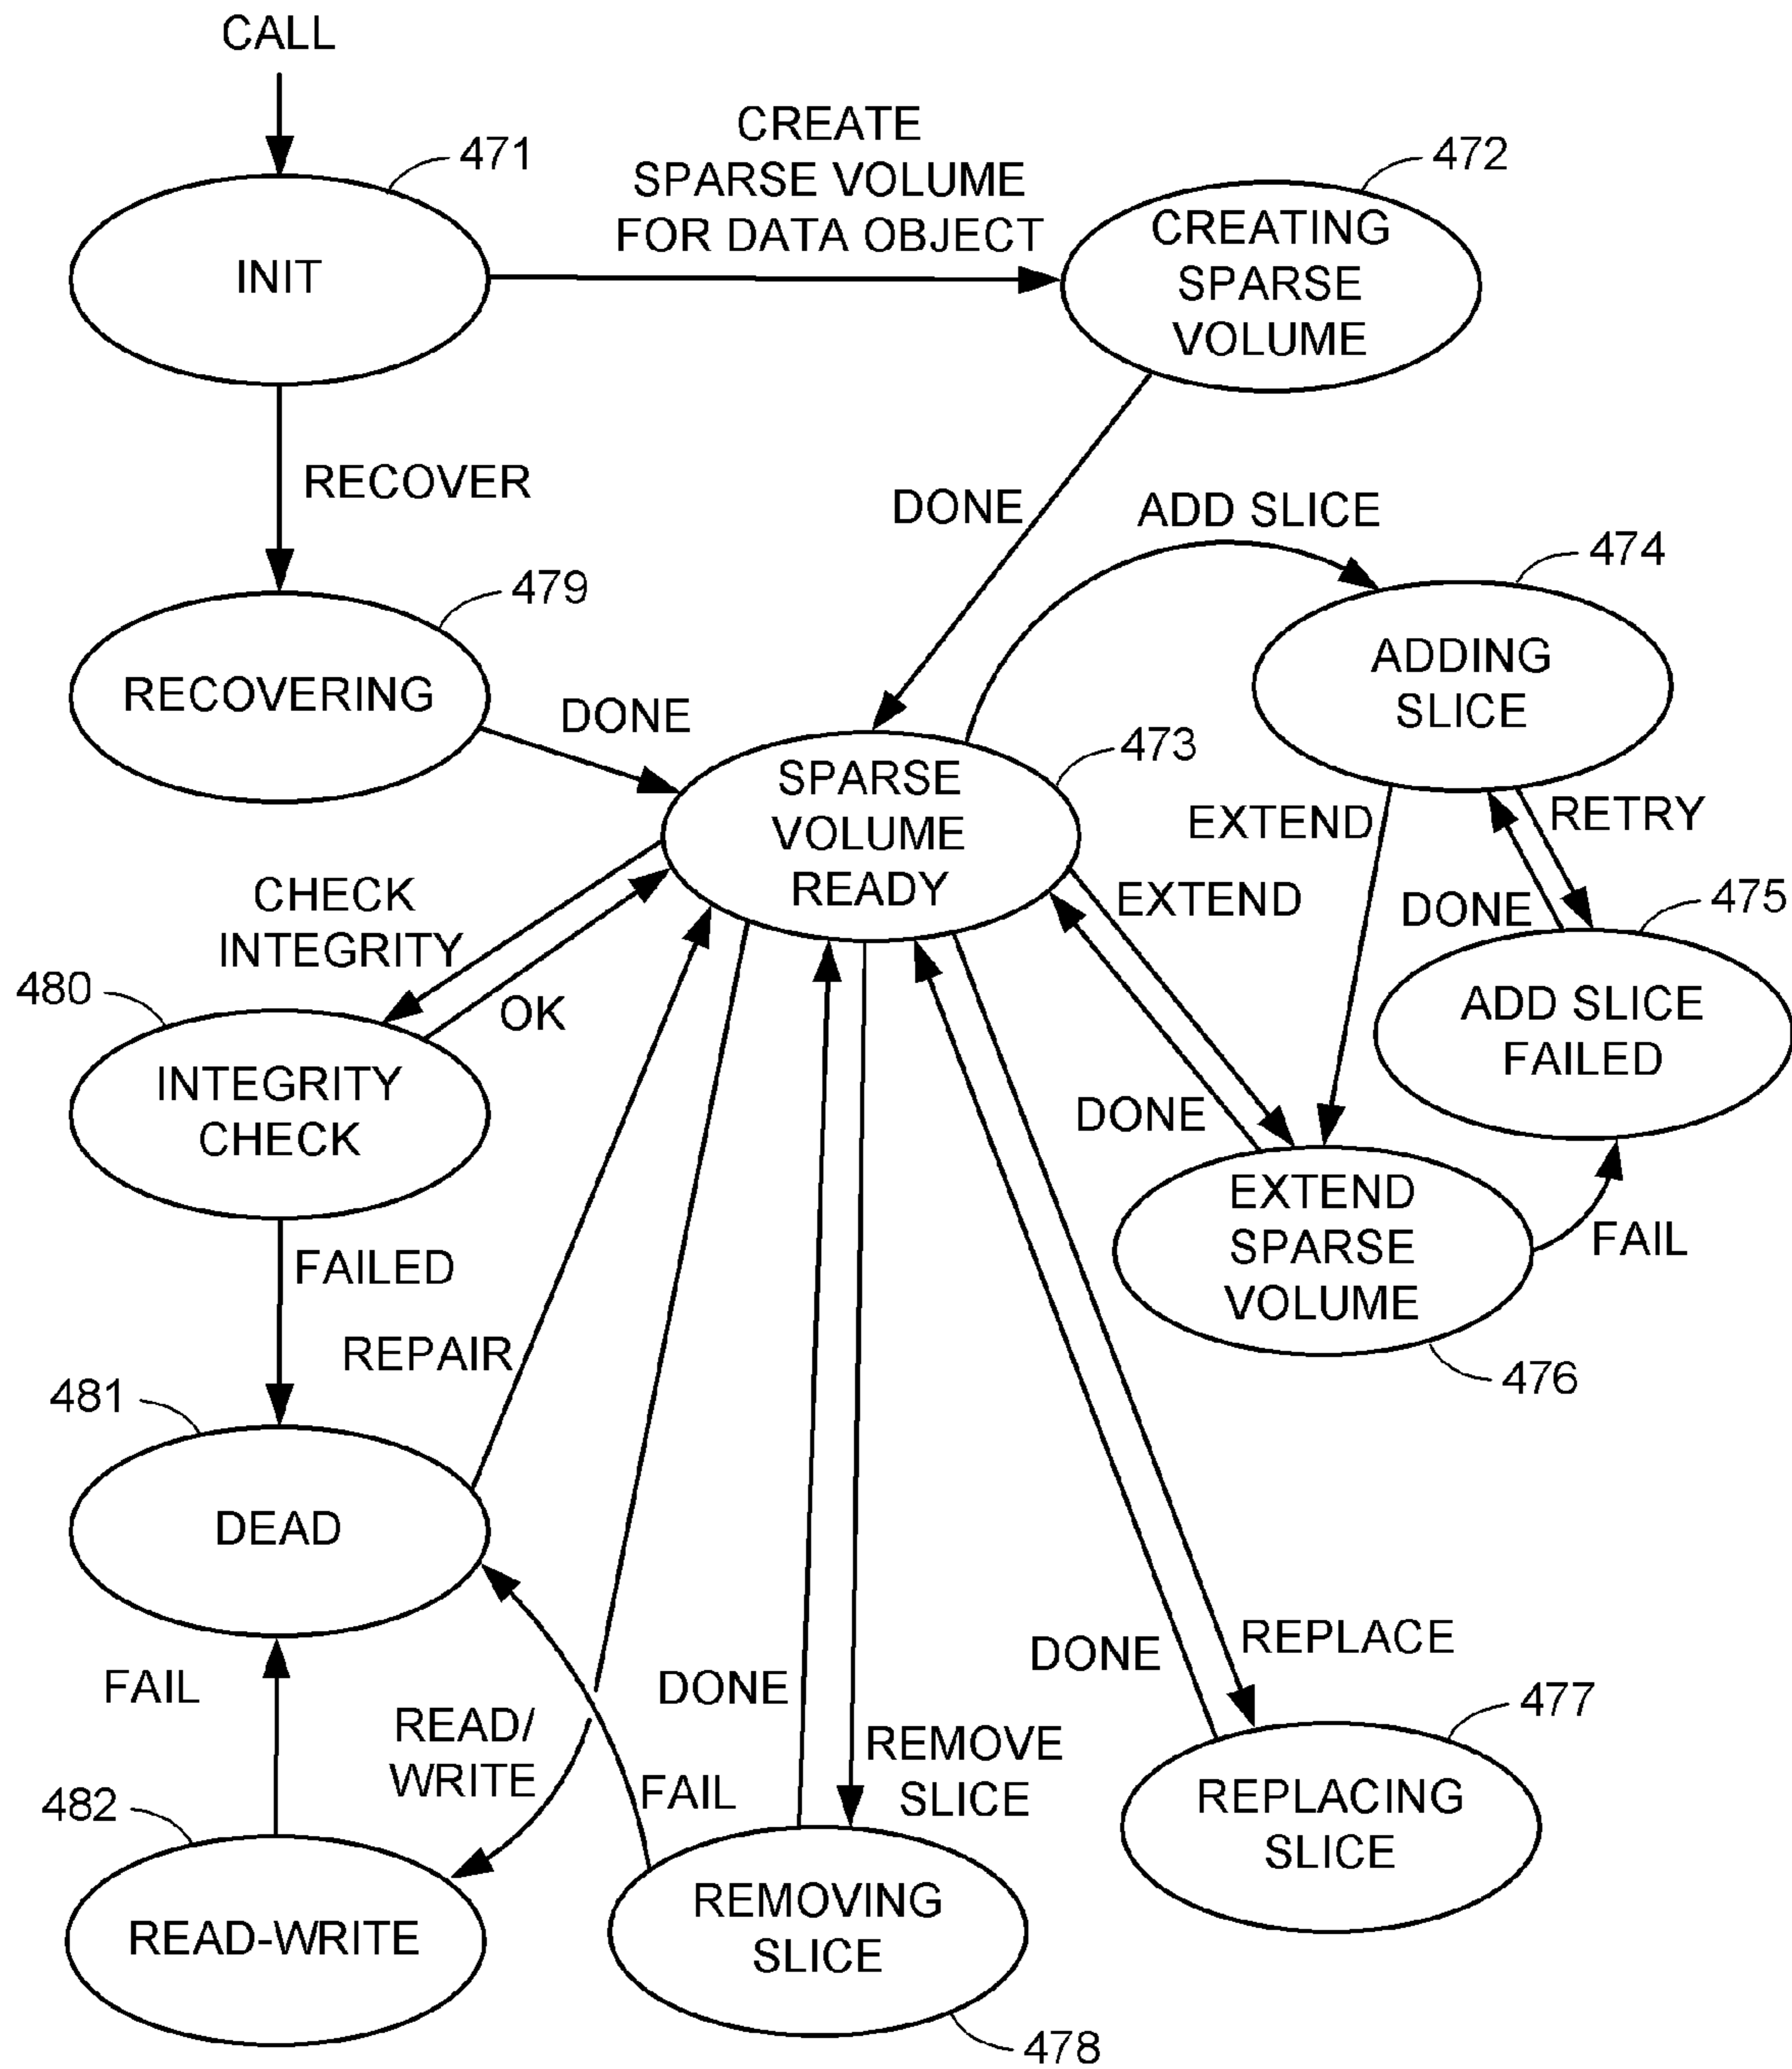 CALL
471
INIT
CREATE
SPARSE VOLUME
FOR DATA OBJECT
472
CREATING
SPARSE
VOLUME
RECOVER
DONE
ADD SLICE
479
RECOVERING
DONE
474
ADDING
SLICE
473
SPARSE
VOLUME
READY
EXTEND
RETRY
CHECK
INTEGRITY
EXTEND
DONE
475
ADD SLICE
FAILED
480
OK
INTEGRITY
CHECK
DONE
EXTEND
SPARSE
VOLUME
FAIL
476
FAILED
REPAIR
481
DEAD
FAIL
READ/
WRITE
DONE
REMOVE
SLICE
FAIL
DONE
REPLACE
477
REPLACING
SLICE
482
READ-WRITE
REMOVING
SLICE
478